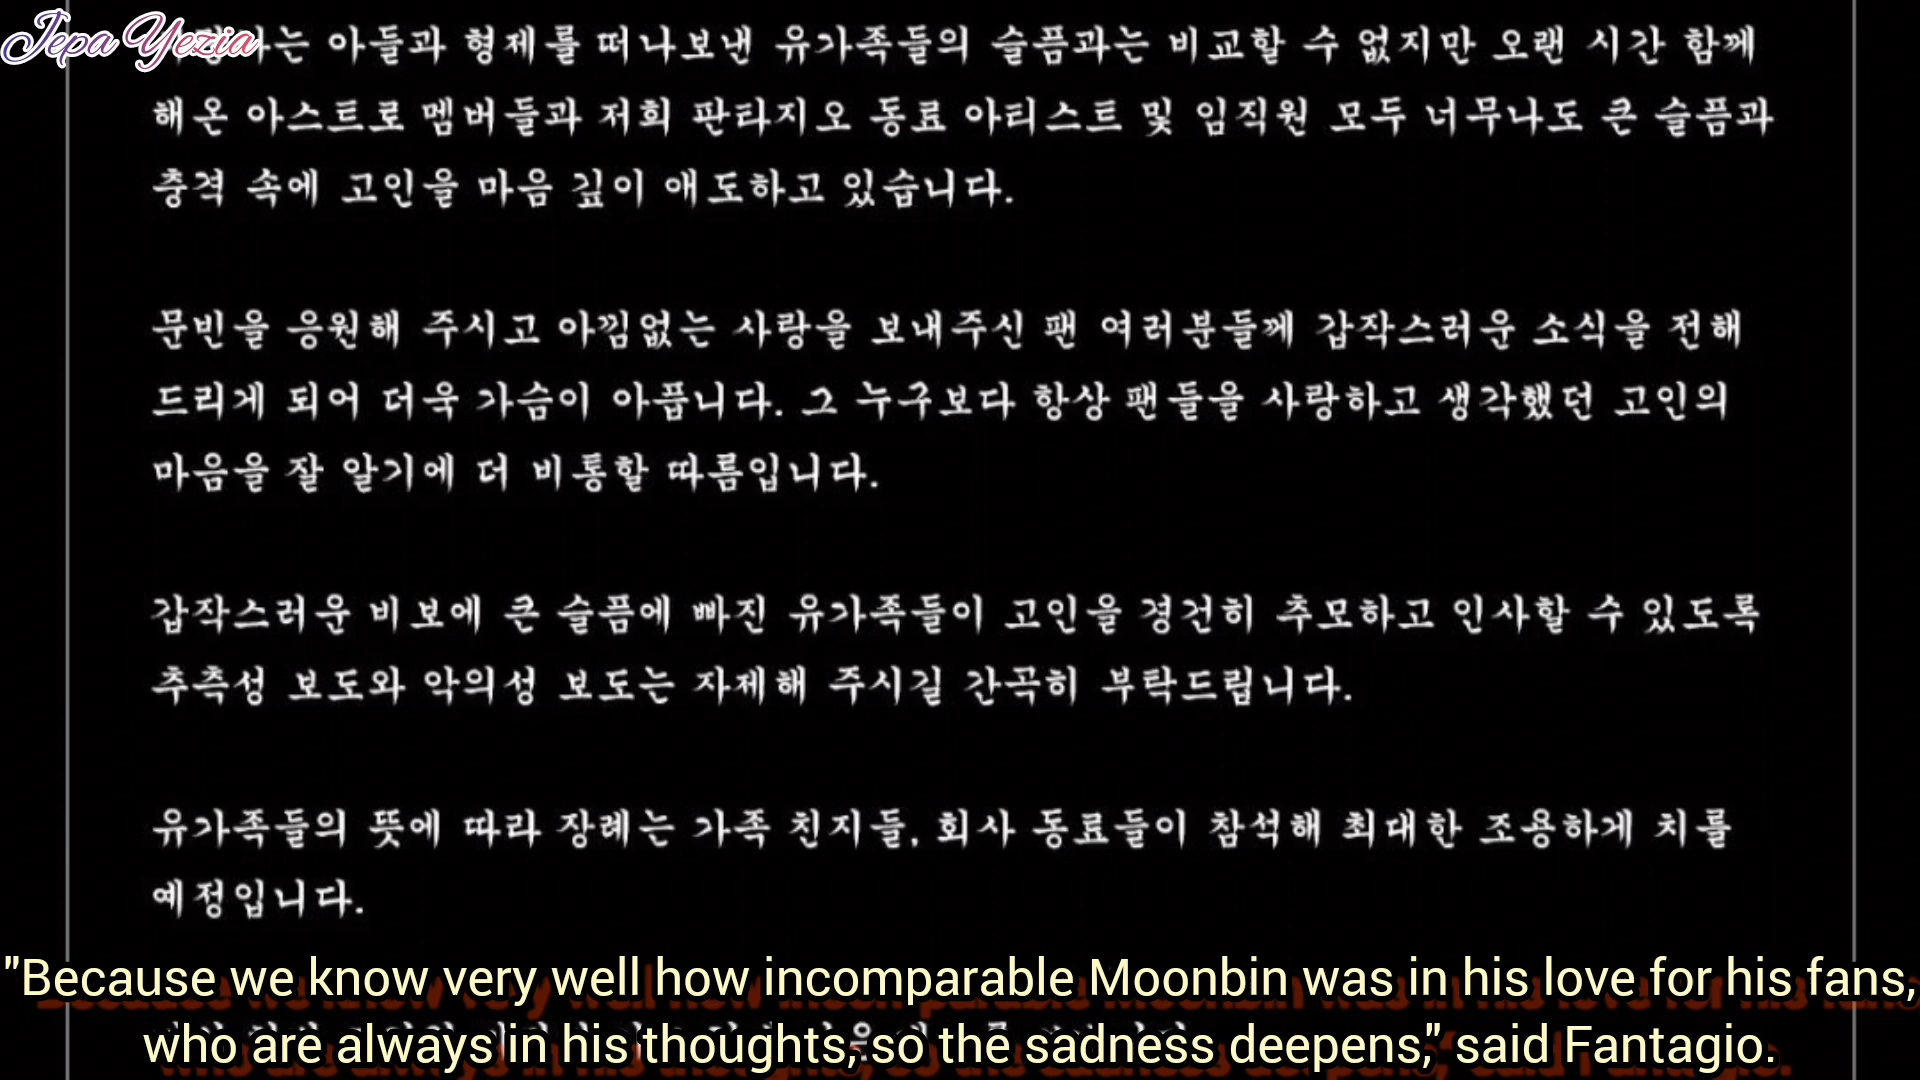 Jepa Yezia
는 아들과 형제를 떠나보낸 유가족들의 슬픔과는 비교할 수 없지만 오랜 시간 함께
해온 아스트로 멤버들과 저희 판타지오 동료 아티스트 및 임직원 모두 너무나도 큰 슬픔과
충격 속에 고인을 마음 깊이 애도하고 있습니다.
문빈을 응원해 주시고 아낌없는 사랑을 보내주신 팬 여러분들께 갑작스러운 소식을 전해
드리게 되어 더욱 가슴이 아픕니다. 그 누구보다 항상 팬들을 사랑하고 생각했던 고인의
마음을 잘 알기에 더 비통할 따름입니다.
갑작스러운 비보에 큰 슬픔에 빠진 유가족들이 고인을 경건히 추모하고 인사할 수 있도록
추측성 보도와 악의성 보도는 자제해 주시길 간곡히 부탁드립니다.
유가족들의 뜻에 따라 장례는 가족 친지들, 회사 동료들이 참석해 최대한 조용하게 치를
예정입니다.
"Because we know very well how incomparable Moonbin was in his love for his fans,
who are always in his thoughts, so the sadness deepens," said Fantagio.